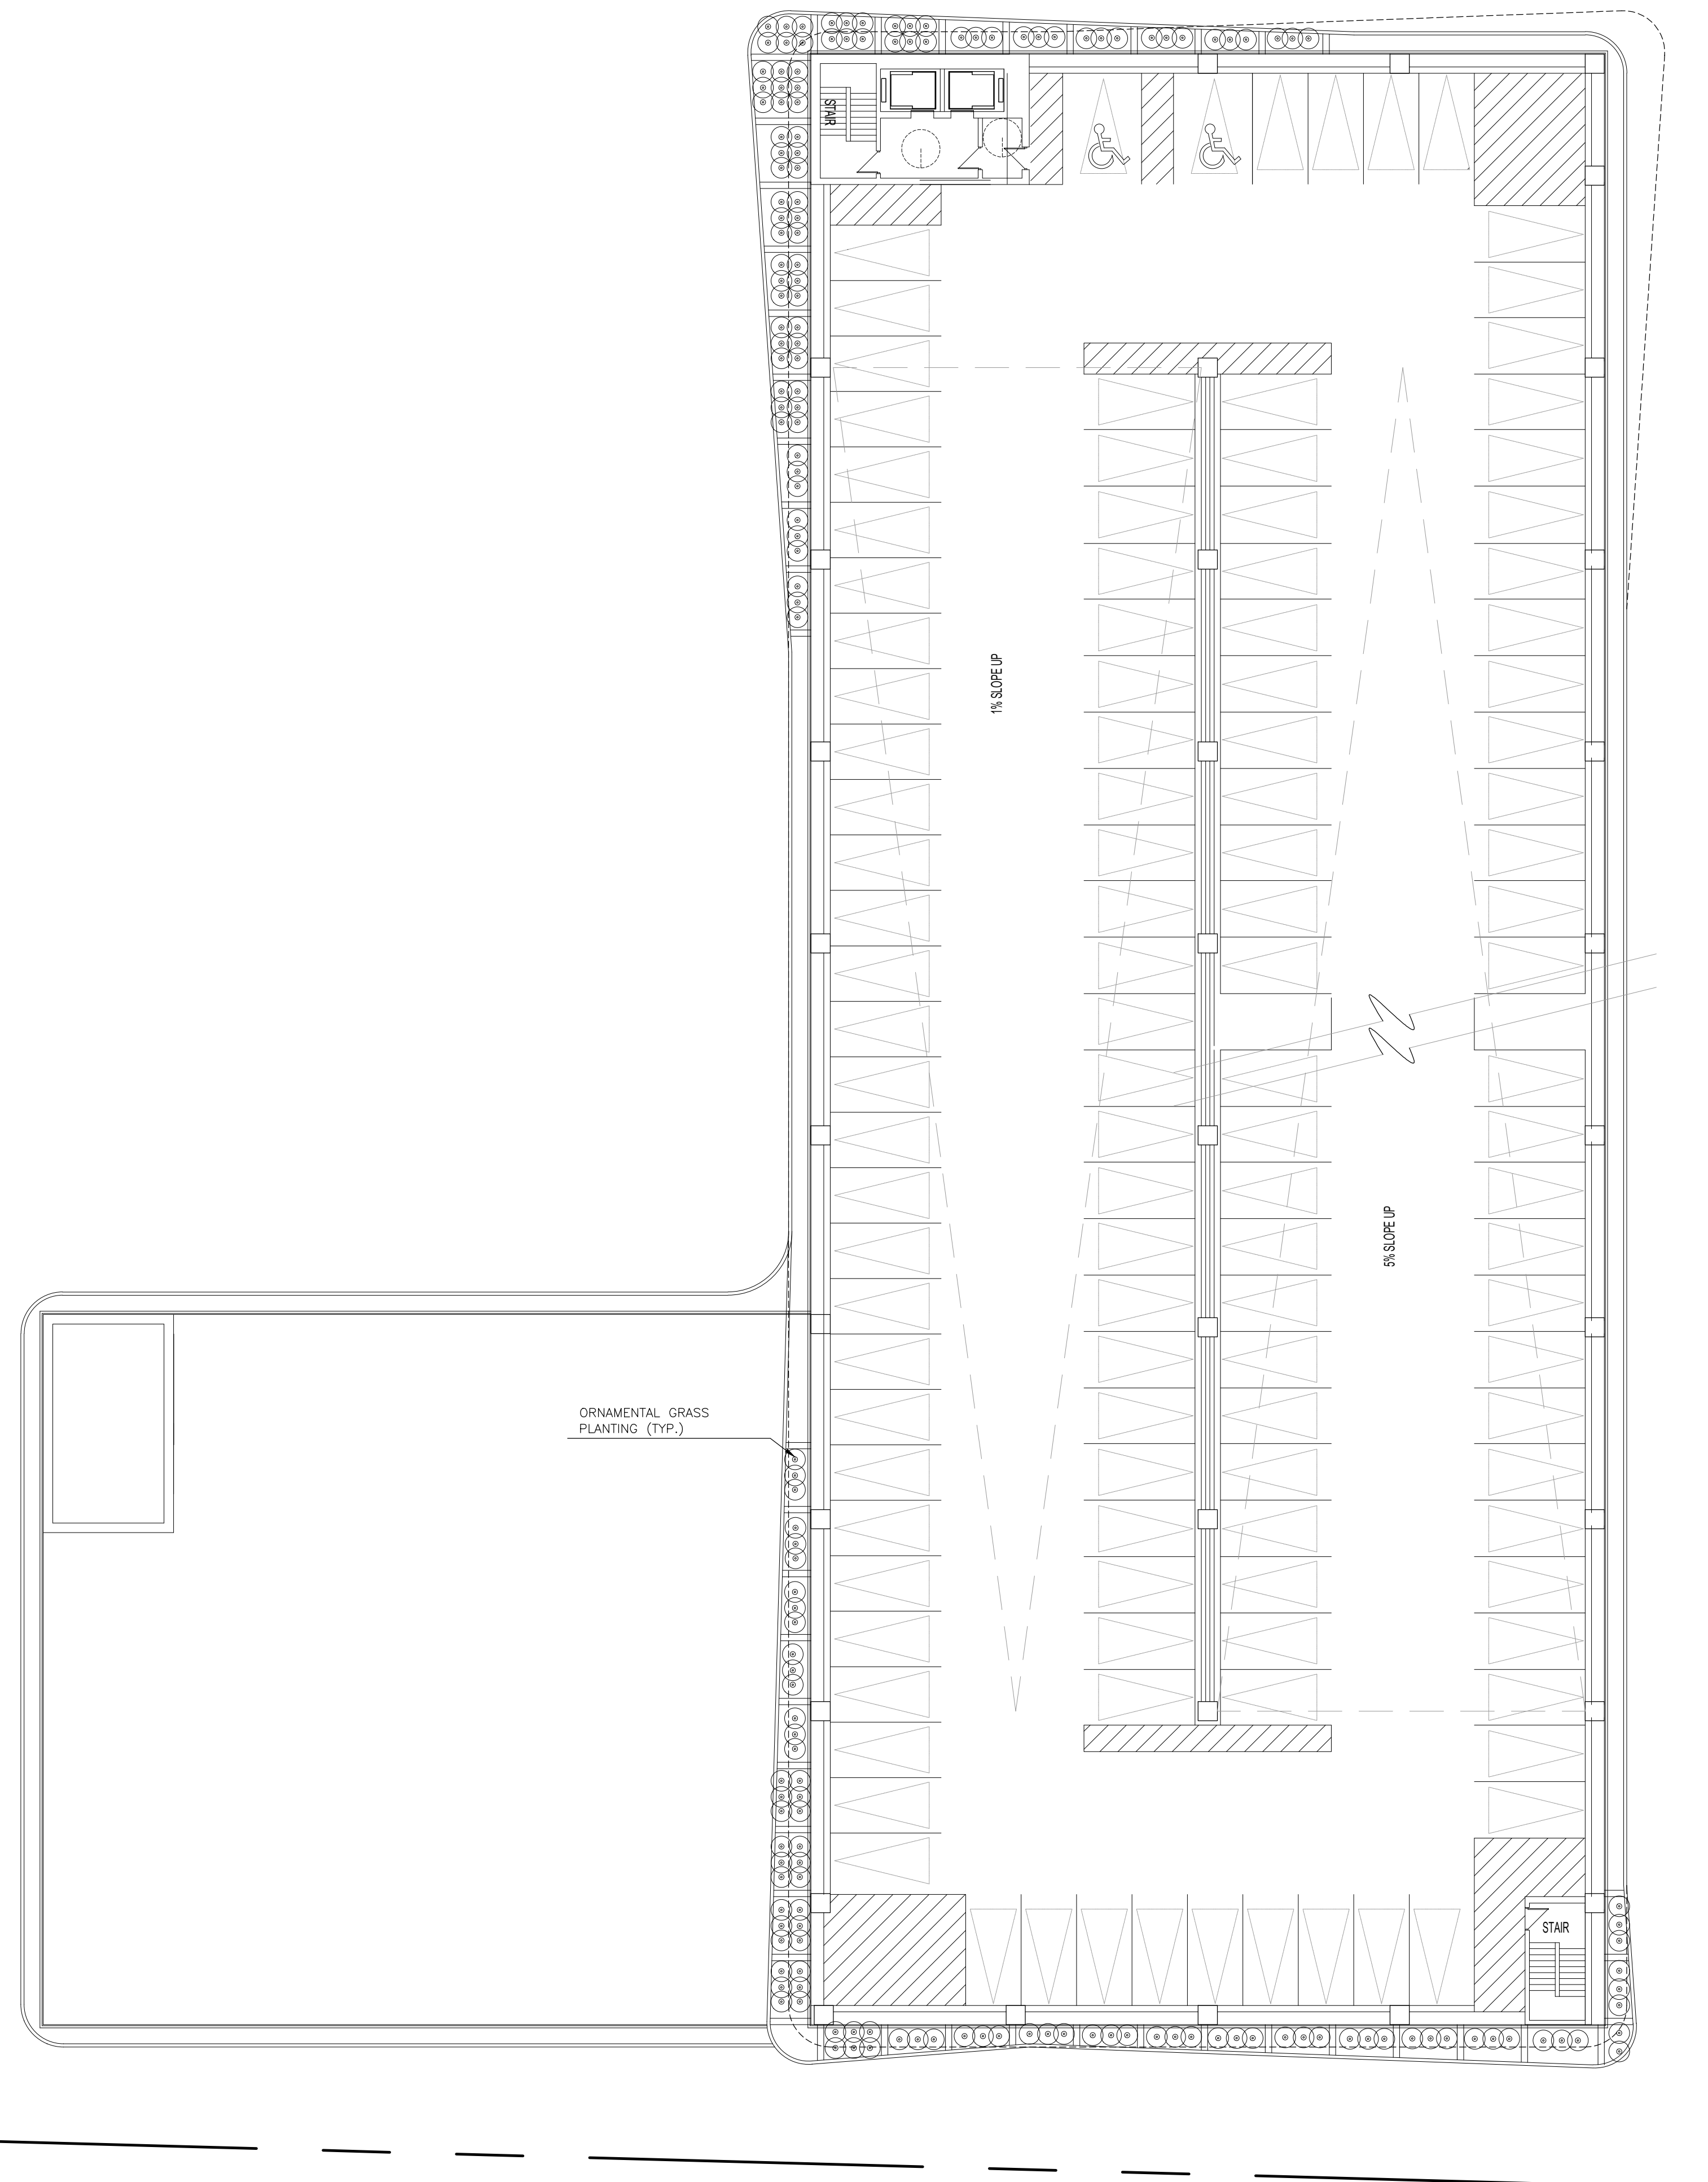 STAIR
1% SLOPE UP
5% SLOPE UP
ORNAMENTAL GRASS
PLANTING (TYP.)
STAIR